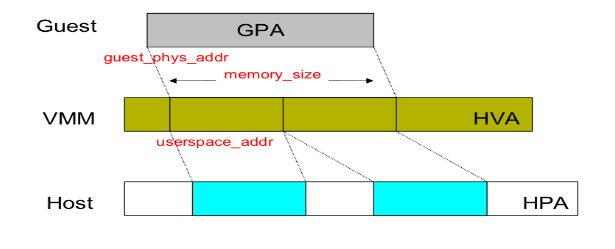 Guest
GPA
guest_phys_addr
memory_size
VMM
HVA
userspace_addr
Host
HPA